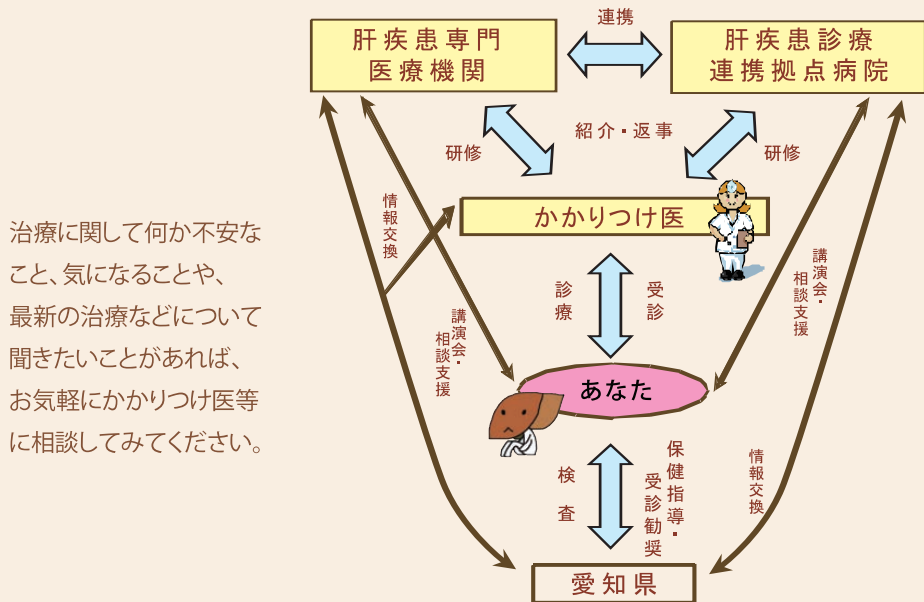 連携
肝疾患専門
医療機関
肝疾患診療
連携拠点病院
紹介・返事
研修
研修
かかりつけ医
情報交換
講演会・
相談支援
診療
受診
講演会・
相談支援
治療に関して何か不安な
こと、気になることや、
最新の治療などについて
聞きたいことがあれば、
お気軽にかかりつけ医等
に相談してみてください。
あなた
検査
保健指導・
受診勧奨
情報交換
愛知県